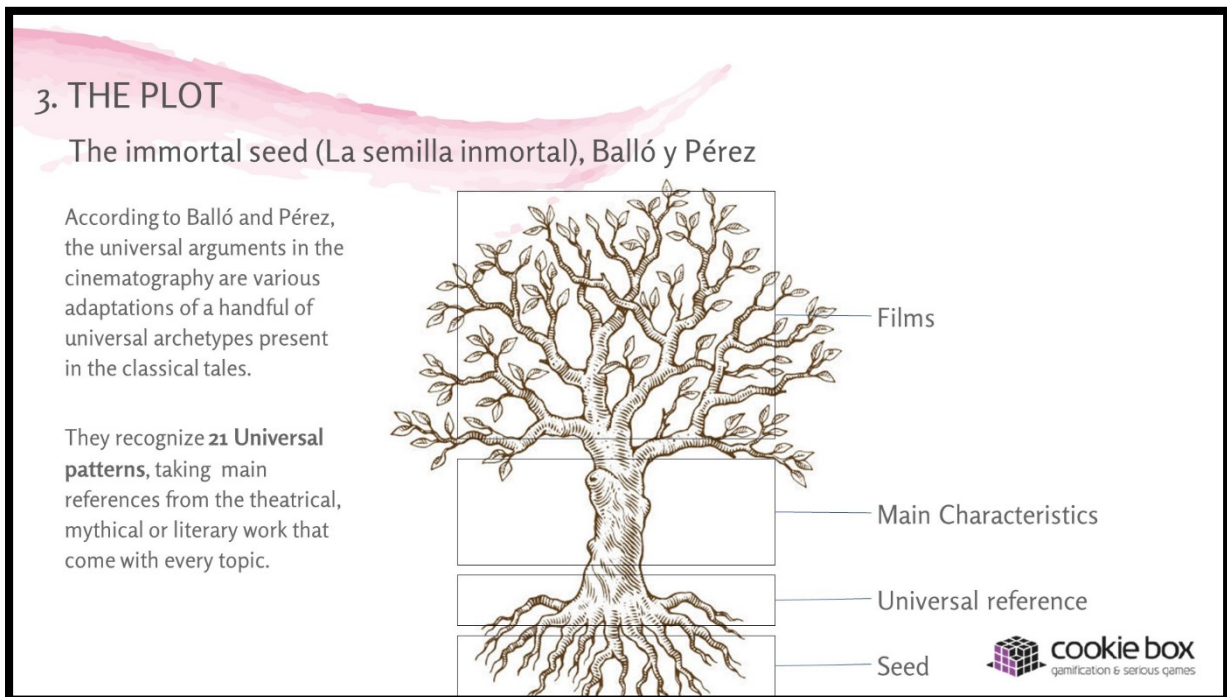 3. THE PLOT
The immortal seed (La semilla inmortal), Balló y Pérez
According to Balló and Pérez,
the universal arguments in the
cinematography are various
adaptations of a handful of
universal archetypes present
in the classical tales.
They recognize 21 Universal
patterns, taking main
references from the theatrical,
mythical or literary work that
come with every topic.
Films
Main Characteristics
Universal reference
Seed
cookie box
gamification & serious games